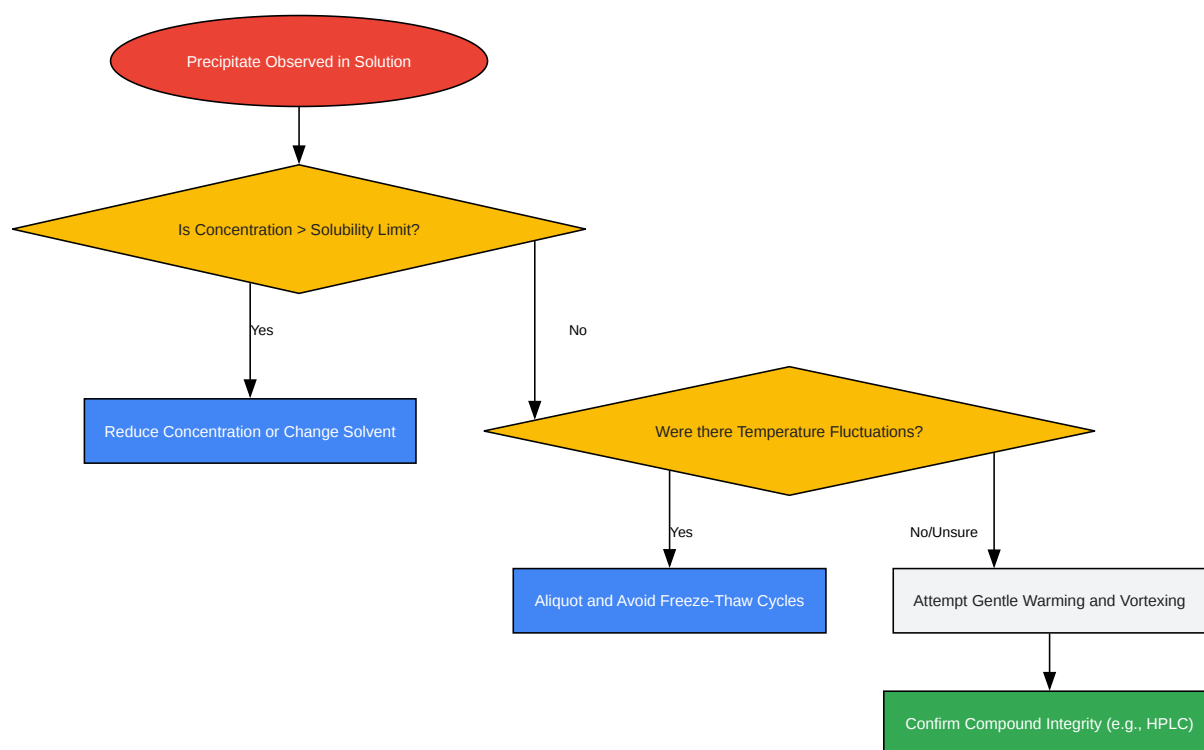 Precipitate Observed in Solution
Is Concentration > Solubility Limit?
Yes
No
Reduce Concentration or Change Solvent
Were there Temperature Fluctuations?
Yes
No/Unsure
Aliquot and Avoid Freeze-Thaw Cycles
Attempt Gentle Warming and Vortexing
Confirm Compound Integrity (e.g., HPLC)